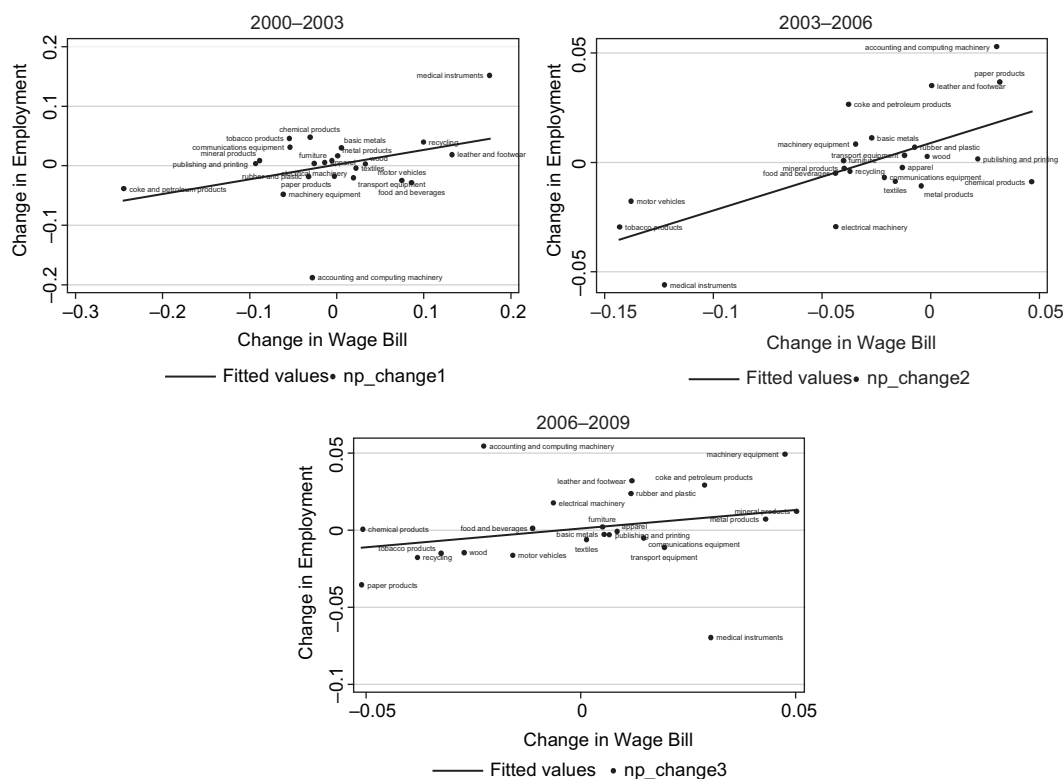 2000–2003
Change in Employment
0.2
0.1
0
−0.1
−0.2
medical instruments
chemical products
tobacco products
communications equipment
basic metals
metal products
recycling
mineral products
furniture
apparel
wood
leather and footwear
publishing and printing
textiles
rubber and plastic
electrical machinery
motor vehicles
coke and petroleum products
paper products
transport equipment
machinery equipment
food and beverages
accounting and computing machinery
−0.3
−0.2
−0.1
0
0.1
0.2
Change in Wage Bill
Fitted values
np_change1
2003–2006
Change in Employment
0.05
0
−0.05
accounting and computing machinery
paper products
leather and footwear
coke and petroleum products
basic metals
machinery equipment
rubber and plastic
transport equipment
wood
furniture
publishing and printing
mineral products
apparel
food and beverages
recycling
communications equipment
chemical products
textiles
metal products
motor vehicles
tobacco products
electrical machinery
medical instruments
−0.15
−0.1
−0.05
0
0.05
Change in Wage Bill
Fitted values
np_change2
2006–2009
Change in Employment
0.05
0
−0.05
−0.1
accounting and computing machinery
machinery equipment
leather and footwear
coke and petroleum products
rubber and plastic
electrical machinery
mineral products
furniture
metal products
chemical products
food and beverages
apparel
basic metals
publishing and printing
communications equipment
textiles
tobacco products
recycling
wood
motor vehicles
transport equipment
paper products
medical instruments
−0.05
0
0.05
Change in Wage Bill
Fitted values
np_change3